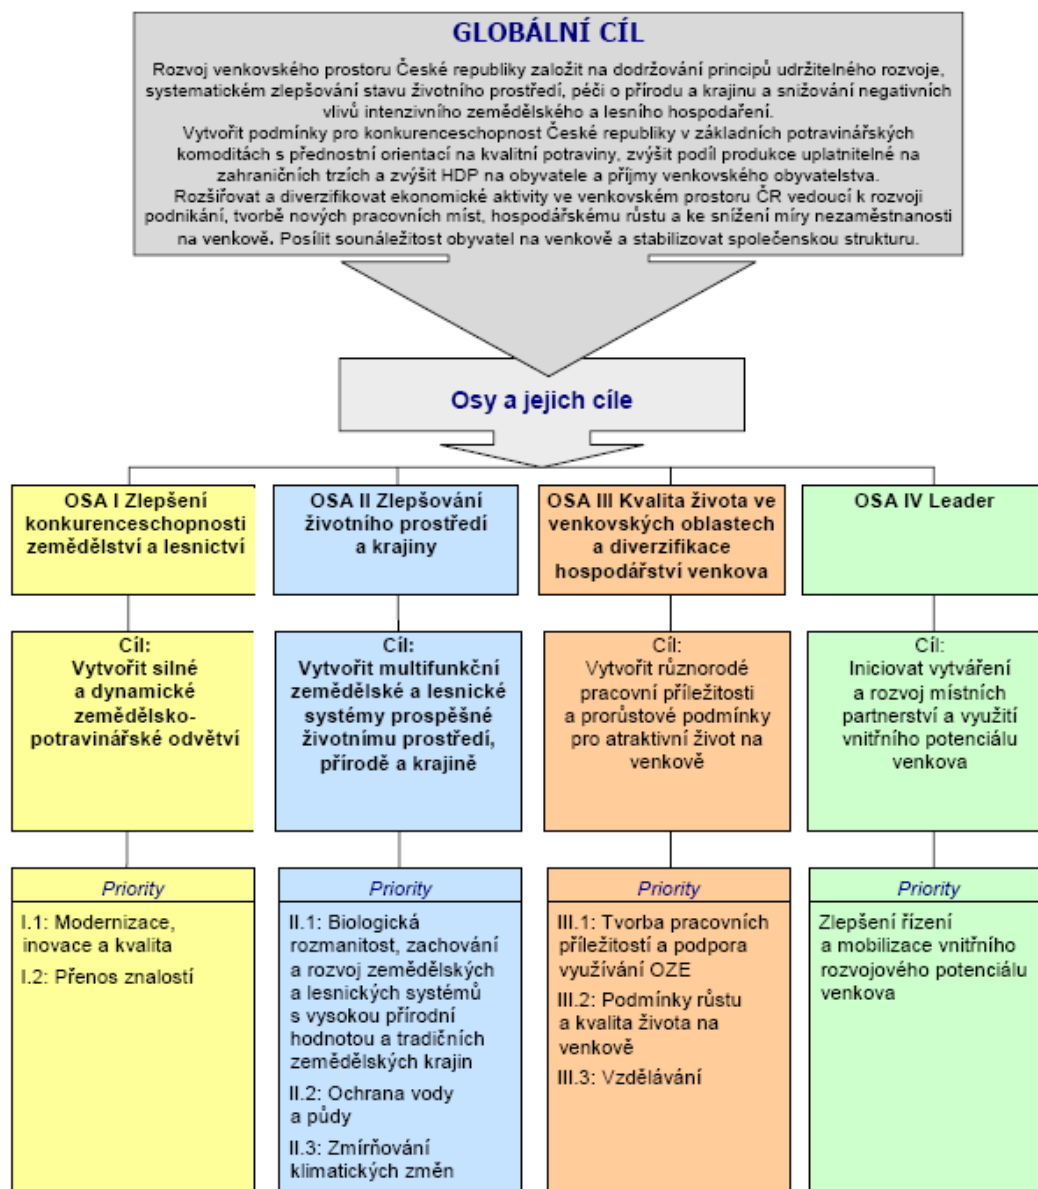 GLOBÁLNÍ CÍL
Rozvoj venkovského prostoru České republiky založit na dodržování principů udržitelného rozvoje,
systematickém zlepšování stavu životního prostředí, péči o přírodu a krajinu a snižování negativních
vlivů intenzivního zemědělského a lesního hospodaření.
Vytvořit podmínky pro konkurenceschopnost České republiky v základních potravinářských
komoditách s přednostní orientací na kvalitní potraviny, zvýšit podíl produkce uplatnitelné na
zahraničních trzích a zvýšit HDP na obyvatele a příjmy venkovského obyvatelstva.
Rozšiřovat a diverzifikovat ekonomické aktivity ve venkovském prostoru ČR vedoucí k rozvoji
podnikání, tvorbě nových pracovních míst, hospodářskému růstu a ke snížení míry nezaměstnanosti
na venkově. Posílit sounáležitost obyvatel na venkově a stabilizovat společenskou strukturu.
Osy a jejich cíle
OSA I Zlepšení
konkurenceschopnosti
zemědělství a lesnictví
Cíl:
Vytvořit silné
a dynamické
zemědělsko-
potravinářské odvětví
Priority
I.1: Modernizace,
inovace a kvalita
I.2: Přenos znalostí
OSA II Zlepšování
životního prostředí
a krajiny
Cíl:
Vytvořit multifunkční
zemědělské a lesnické
systémy prospěšné
životnímu prostředí,
přírodě a krajině
Priority
II.1: Biologická
rozmanitost, zachování
a rozvoj zemědělských
a lesnických systémů
s vysokou přírodní
hodnotou a tradičních
zemědělských krajin
II.2: Ochrana vody
a půdy
II.3: Zmírňování
klimatických změn
OSA III Kvalita života ve
venkovských oblastech
a diverzifikace
hospodářství venkova
Cíl:
Vytvořit různorodé
pracovní příležitosti
a prorůstové podmínky
pro atraktivní život na
venkově
Priority
III.1: Tvorba pracovních
příležitostí a podpora
využívání OZE
III.2: Podmínky růstu
a kvalita života na
venkově
III.3: Vzdělávání
OSA IV Leader
Cíl:
Iniciovat vytváření
a rozvoj místních
partnerství a využití
vnitřního potenciálu
venkova
Priority
Zlepšení řízení
a mobilizace vnitřního
rozvojového potenciálu
venkova